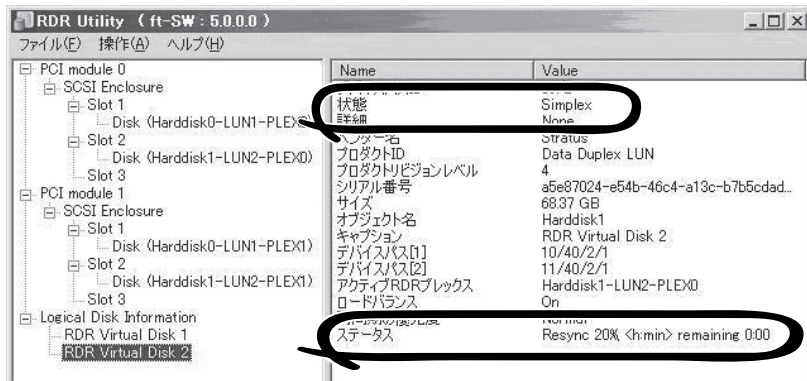 RDR Utility ( ft-SW : 5.0.0.0 )
ファイル(F) 操作(A) ヘルプ(H)
PCI module 0
SCSI Enclosure
Slot 1
Disk (Harddisk0-LUN1-PLEX0)
Slot 2
Disk (Harddisk1-LUN2-PLEX0)
Slot 3
PCI module 1
SCSI Enclosure
Slot 1
Disk (Harddisk0-LUN1-PLEX1)
Slot 2
Disk (Harddisk1-LUN2-PLEX1)
Slot 3
Logical Disk Information
RDR Virtual Disk 1
RDR Virtual Disk 2
Name Value
状態 Simplex
詳細 None
ベンダー名 Stratus
プロダクトID Data Duplex LUN
プロダクトリビジョンレベル 4
シリアル番号 a5e87024-e54b-46c4-a13c-b7b5cdad...
サイズ 68.37 GB
オブジェクト名 Harddisk1
キャプション RDR Virtual Disk 2
デバイスパス[1] 10/40/2/1
デバイスパス[2] 11/40/2/1
アクティブRDRプレックス Harddisk1-LUN2-PLEX0
ロードバランス On
Normal
ステータス Resync 20%, <h:min> remaining 0:00